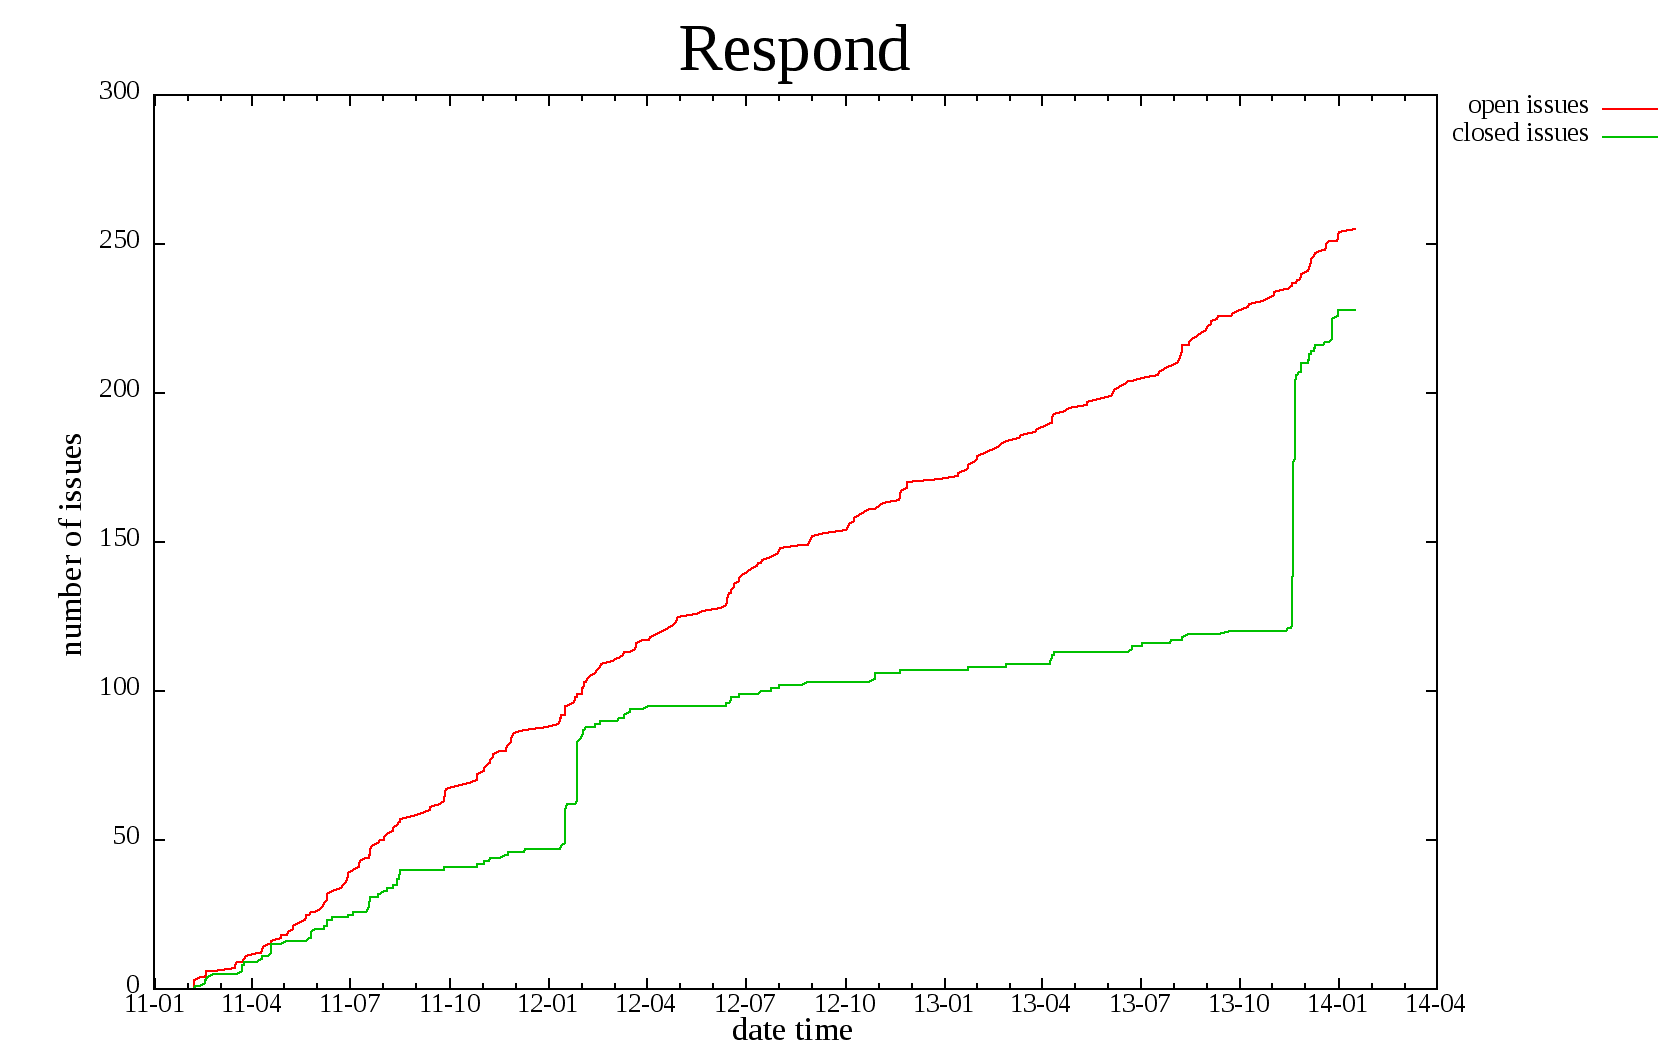 Respond
300
250
200
150
100
50
0
number of issues
open issues
closed issues
11-01 11-04 11-07 11-10 12-01 12-04 12-07 12-10 13-01 13-04 13-07 13-10 14-01 14-04
date time